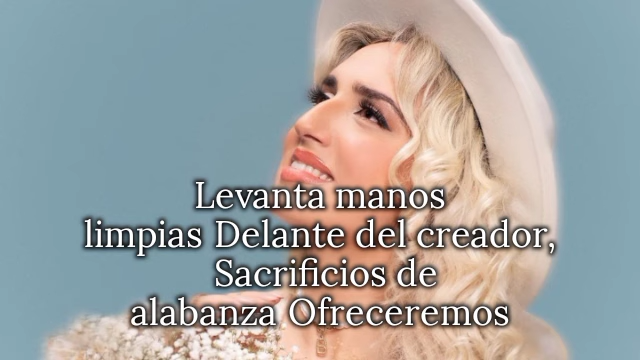 Levanta manos
limpias Delante del creador,
Sacrificios de
alabanza Ofreceremos